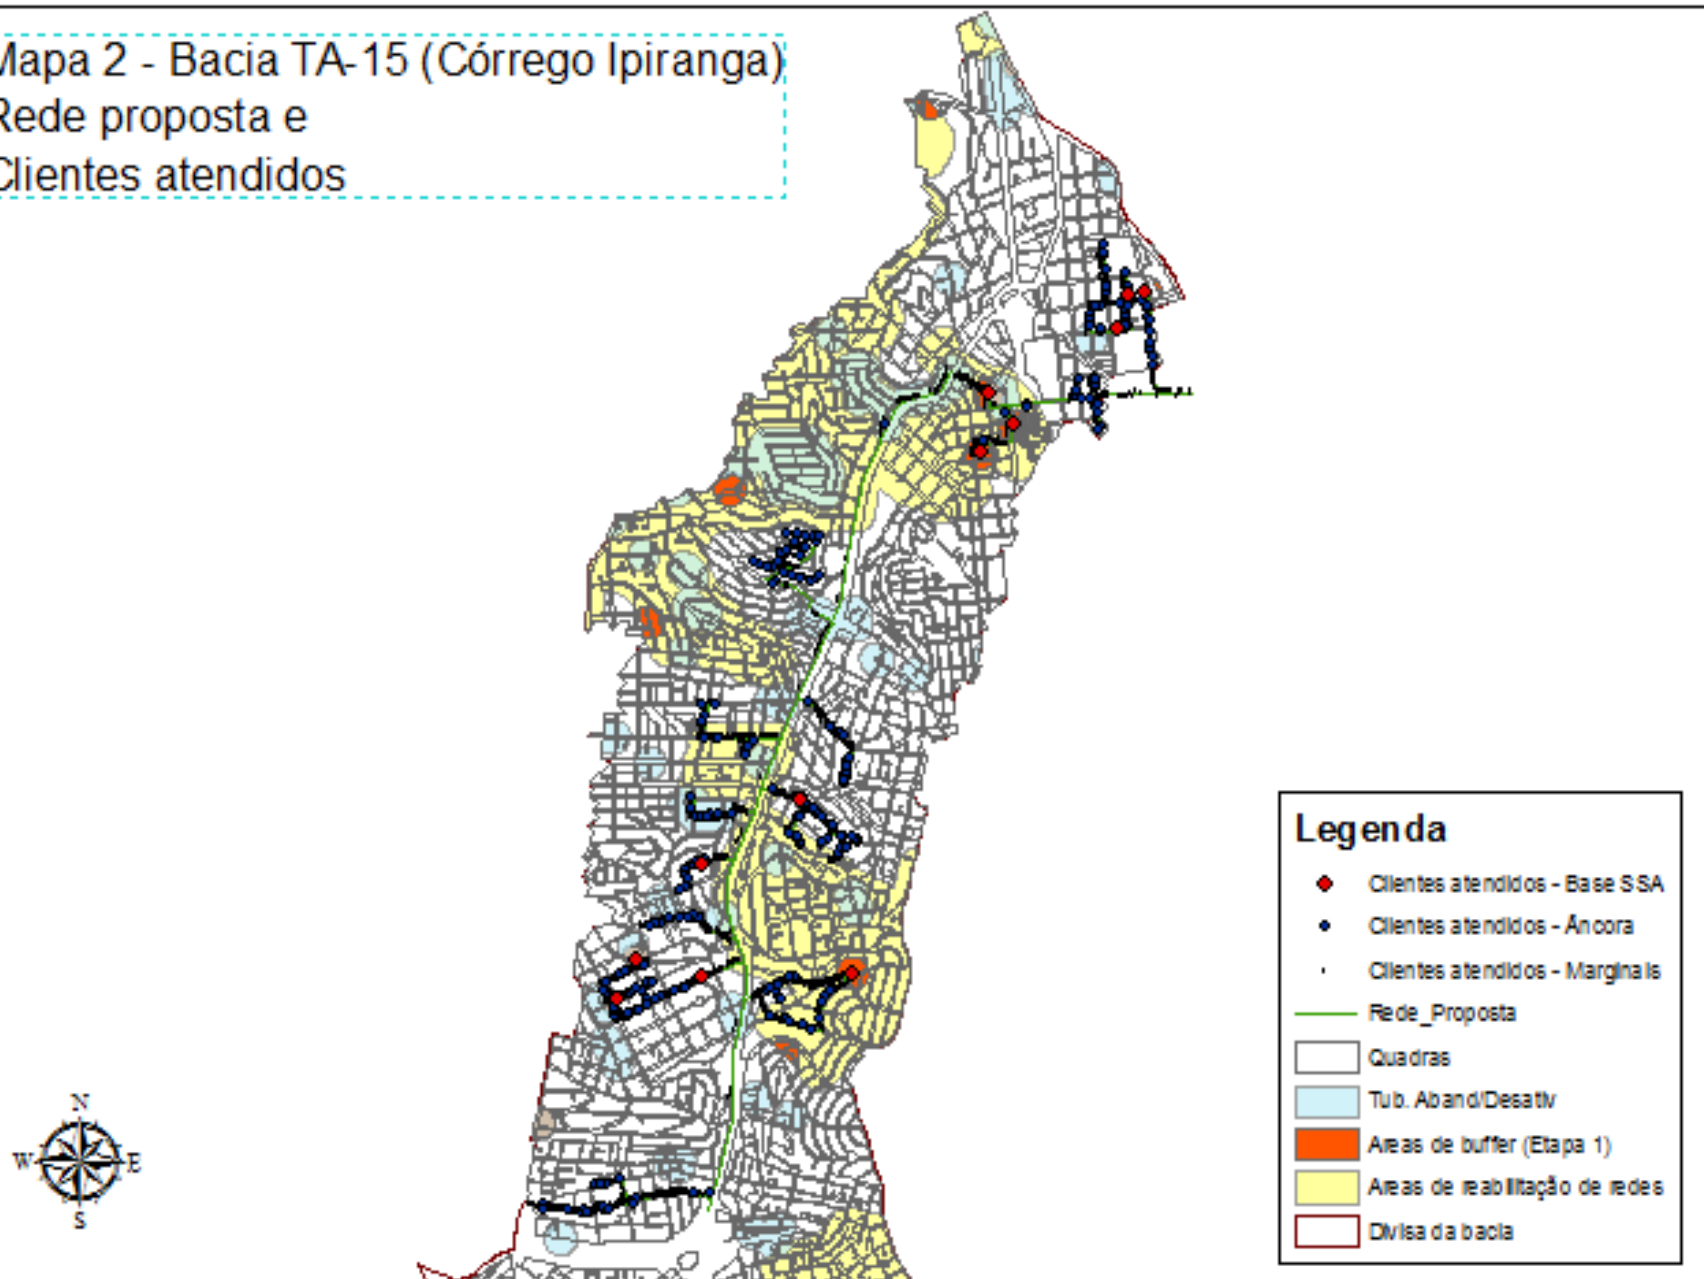 Mapa 2 - Bacia TA-15 (Córrego Ipiranga)
Rede proposta e
Clientes atendidos
Legenda
Clientes atendidos - Base SSA
Clientes atendidos - Âncora
Clientes atendidos - Marginais
Rede_Proposta
Quadras
Tub. Aband/Desativ
Areas de buffer (Etapa 1)
Areas de reabilitação de redes
Divisa da bacia
N
W E
S